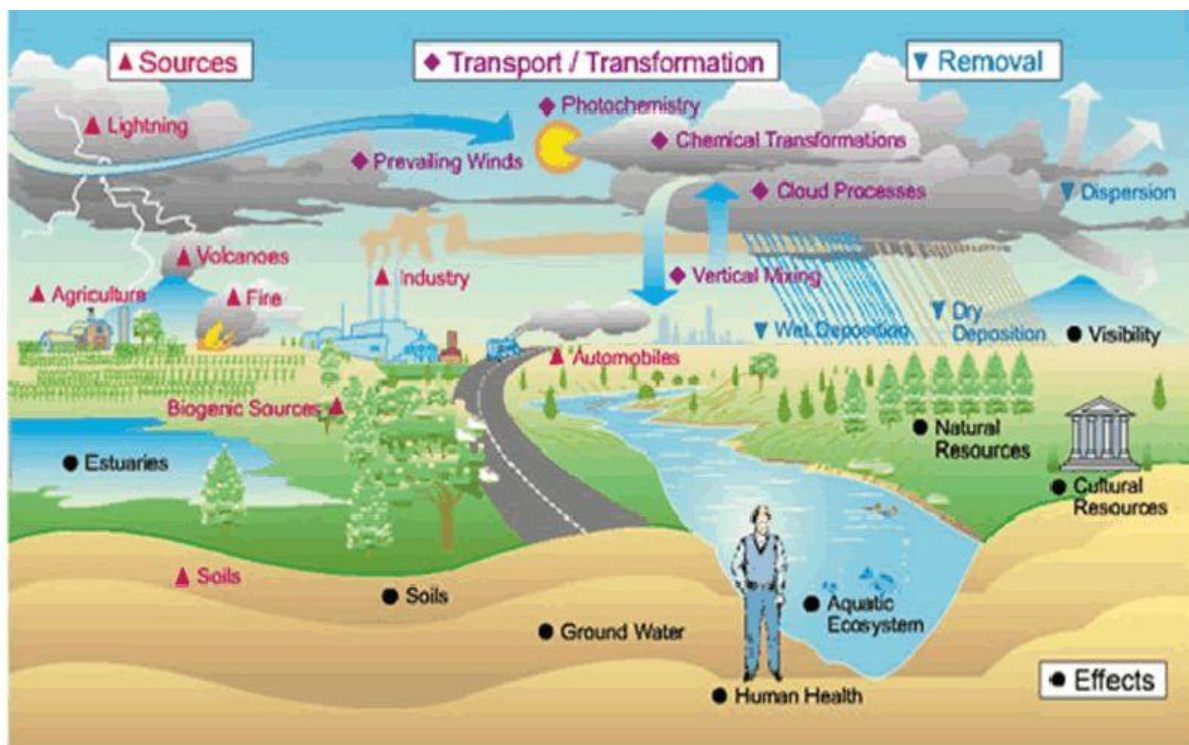 Sources
Transport / Transformation
Removal
Photochemistry
Lightning
Chemical Transformations
Prevailing Winds
Cloud Processes
Dispersion
Volcanoes
Vertical Mixing
Industry
Agriculture
Fire
Wet Deposition
Dry
Deposition
Visibility
Automobiles
Biogenic Sources
Natural
Resources
Estuaries
Cultural
Resources
Soils
Soils
Aquatic
Ecosystem
Ground Water
Effects
Human Health